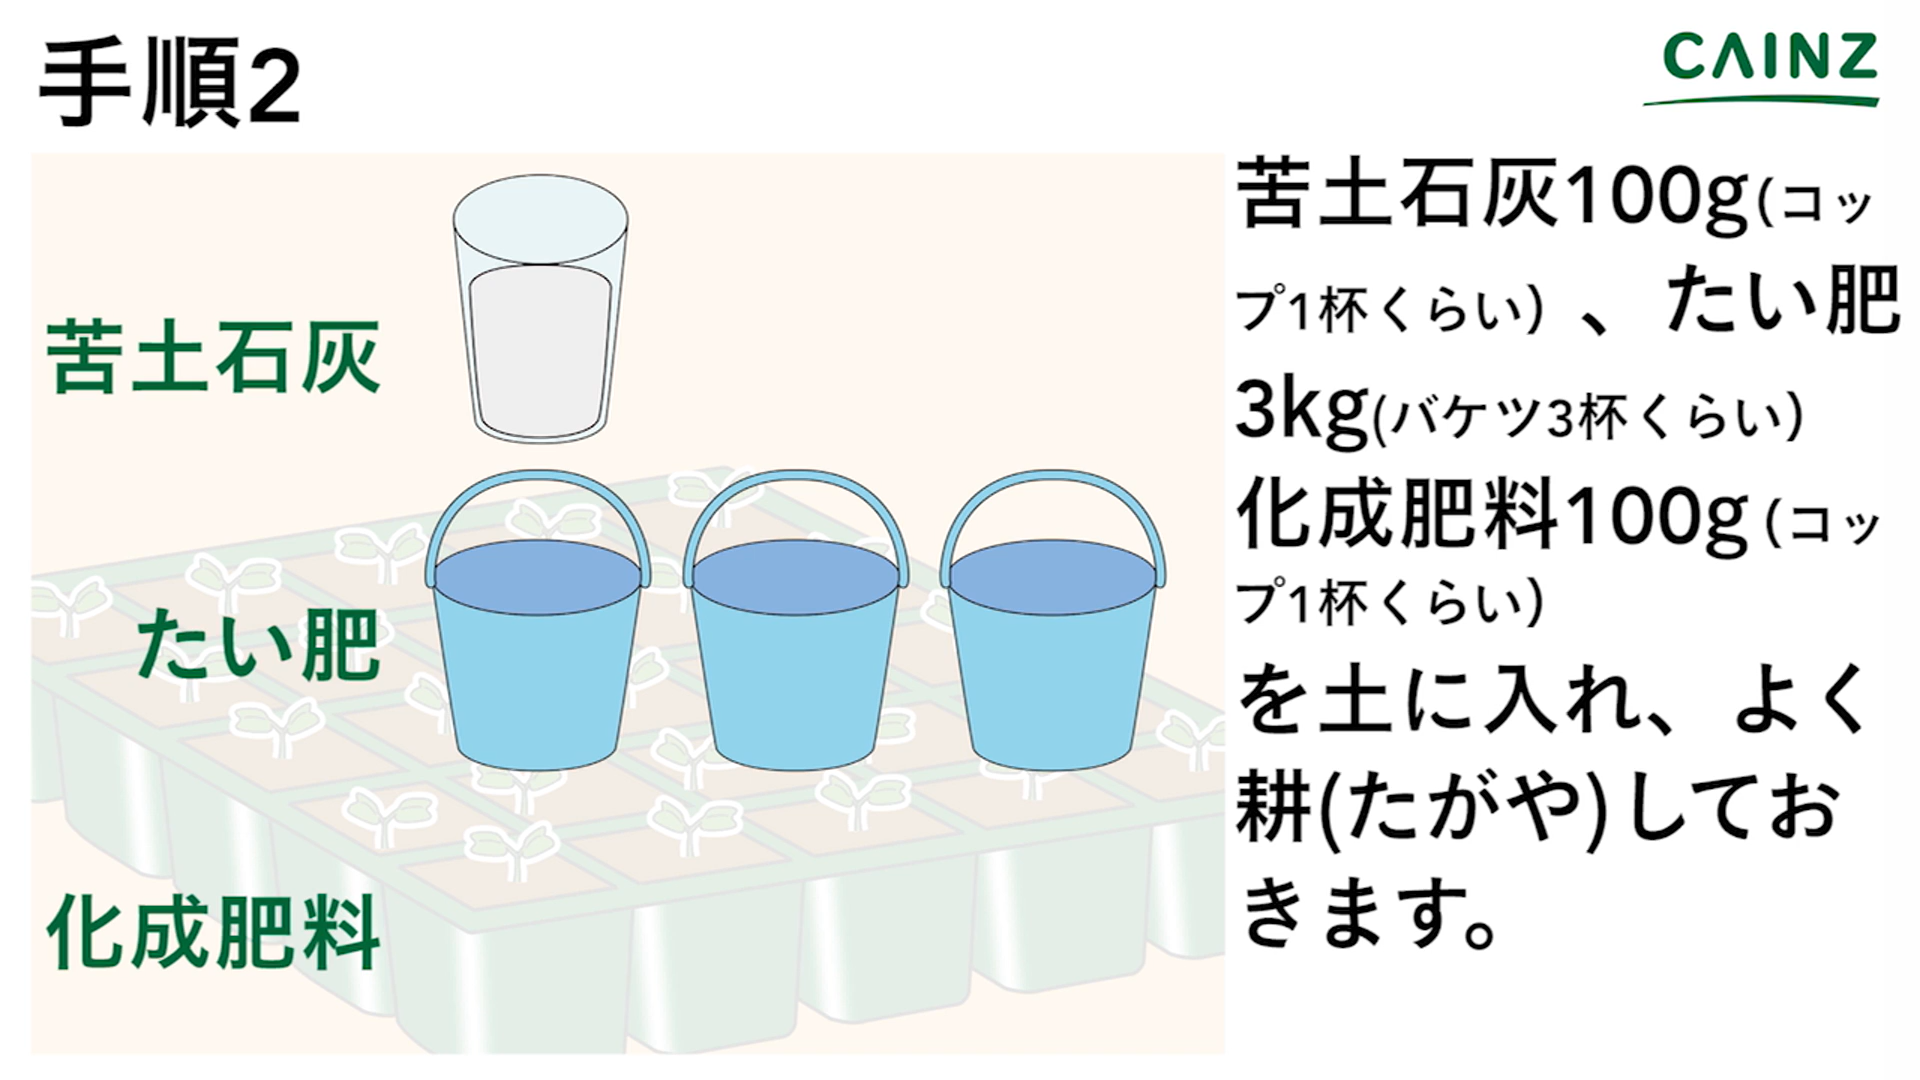 手順2
CAINZ
苦土石灰
たい肥
化成肥料
苦土石灰100g(コッ
プ1杯くらい）、たい肥
3kg(バケツ3杯くらい）
化成肥料100g（コッ
プ1杯くらい）
を土に入れ、よく
耕(たがや)してお
きます。